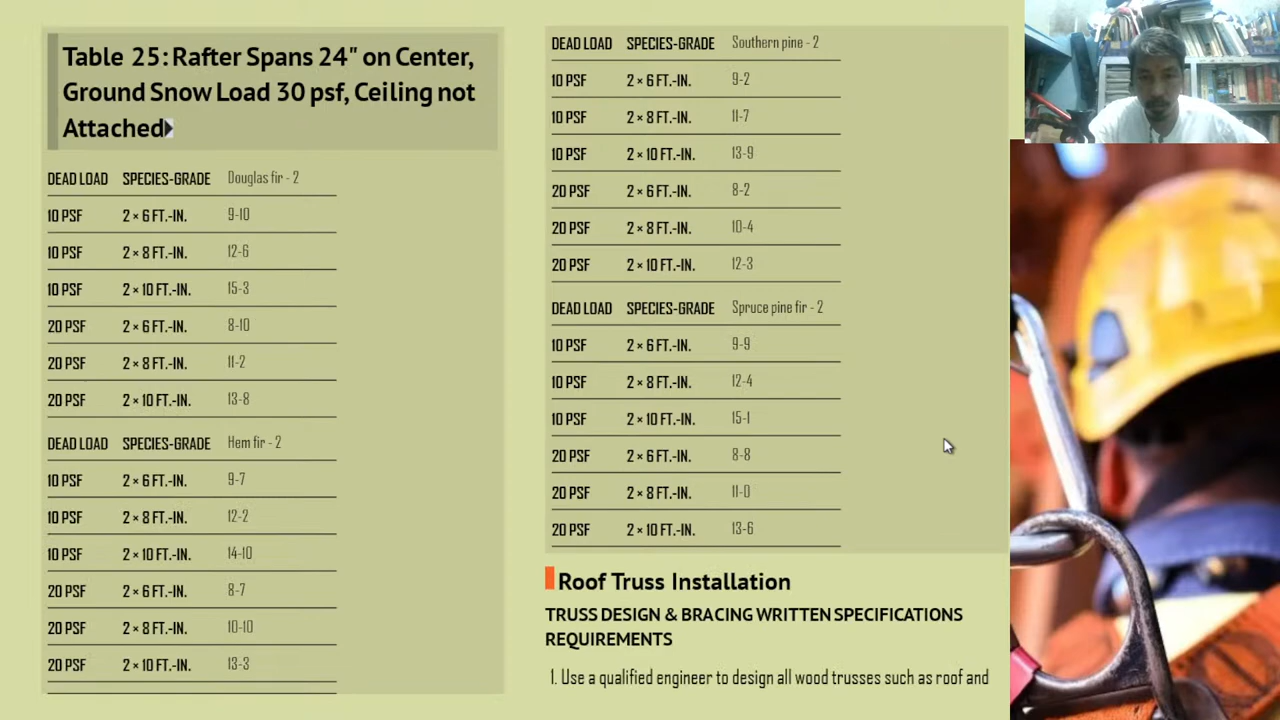 Table 25: Rafter Spans 24" on Center,
Ground Snow Load 30 psf, Ceiling not
Attached
DEAD LOAD SPECIES-GRADE Douglas fir - 2
10 PSF 2 × 6 FT.-IN. 9-10
10 PSF 2 × 8 FT.-IN. 12-6
10 PSF 2 × 10 FT.-IN. 15-3
20 PSF 2 × 6 FT.-IN. 8-10
20 PSF 2 × 8 FT.-IN. 11-2
20 PSF 2 × 10 FT.-IN. 13-8
DEAD LOAD SPECIES-GRADE Hem fir - 2
10 PSF 2 × 6 FT.-IN. 9-7
10 PSF 2 × 8 FT.-IN. 12-2
10 PSF 2 × 10 FT.-IN. 14-10
20 PSF 2 × 6 FT.-IN. 8-7
20 PSF 2 × 8 FT.-IN. 10-10
20 PSF 2 × 10 FT.-IN. 13-3
DEAD LOAD SPECIES-GRADE Southern pine - 2
10 PSF 2 × 6 FT.-IN. 9-2
10 PSF 2 × 8 FT.-IN. 11-7
10 PSF 2 × 10 FT.-IN. 13-9
20 PSF 2 × 6 FT.-IN. 8-2
20 PSF 2 × 8 FT.-IN. 10-4
20 PSF 2 × 10 FT.-IN. 12-3
DEAD LOAD SPECIES-GRADE Spruce pine fir - 2
10 PSF 2 × 6 FT.-IN. 9-9
10 PSF 2 × 8 FT.-IN. 12-4
10 PSF 2 × 10 FT.-IN. 15-1
20 PSF 2 × 6 FT.-IN. 8-8
20 PSF 2 × 8 FT.-IN. 11-0
20 PSF 2 × 10 FT.-IN. 13-6
Roof Truss Installation
TRUSS DESIGN & BRACING WRITTEN SPECIFICATIONS
REQUIREMENTS
1. Use a qualified engineer to design all wood trusses such as roof and